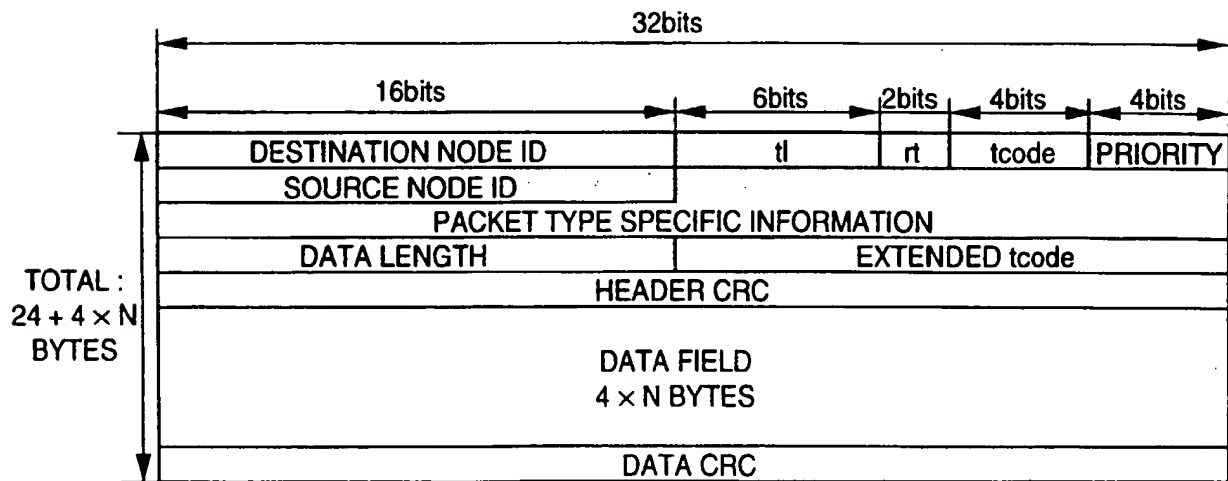 32bits
16bits 6bits 2bits 4bits 4bits
DESTINATION NODE ID tl rt tcode PRIORITY
SOURCE NODE ID
PACKET TYPE SPECIFIC INFORMATION
DATA LENGTH EXTENDED tcode
HEADER CRC
TOTAL :
24 + 4 × N
BYTES
DATA FIELD
4 × N BYTES
DATA CRC